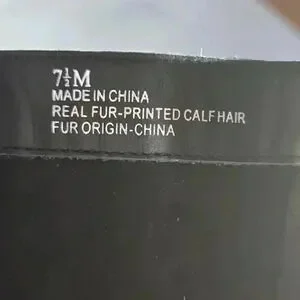 7½M
MADE IN CHINA
REAL FUR-PRINTED CALF HAIR
FUR ORIGIN-CHINA